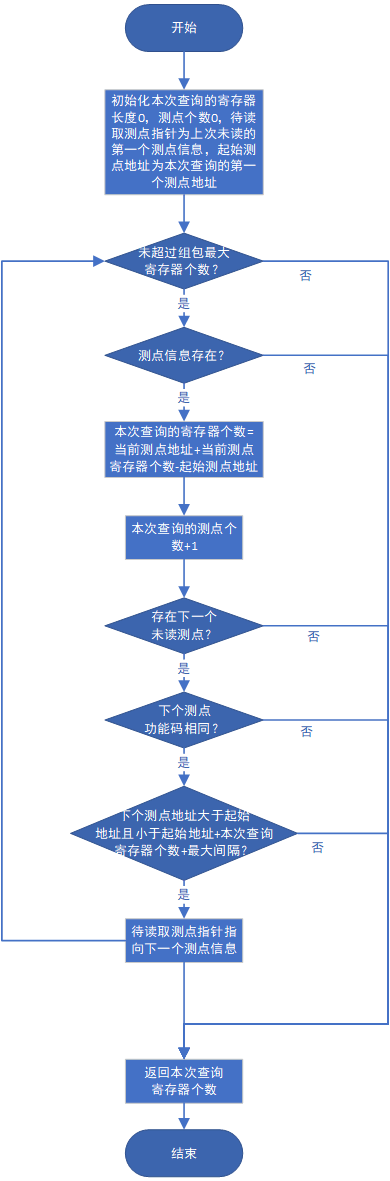 开始
初始化本次查询的寄存器
长度0，测点个数0，待读
取测点指针为上次未读的
第一个测点信息，起始测
点地址为本次查询的第一
个测点地址
未超过组包最大
寄存器个数？
否
是
测点信息存在？
否
是
本次查询的寄存器个数=
当前测点地址+当前测点
寄存器个数-起始测点地址
本次查询的测点个
数+1
存在下一个
未读测点？
否
是
下个测点
功能码相同？
否
是
下个测点地址大于起始
地址且小于起始地址+本次查询
寄存器个数+最大间隔？
否
是
待读取测点指针指
向下一个测点信息
返回本次查询
寄存器个数
结束